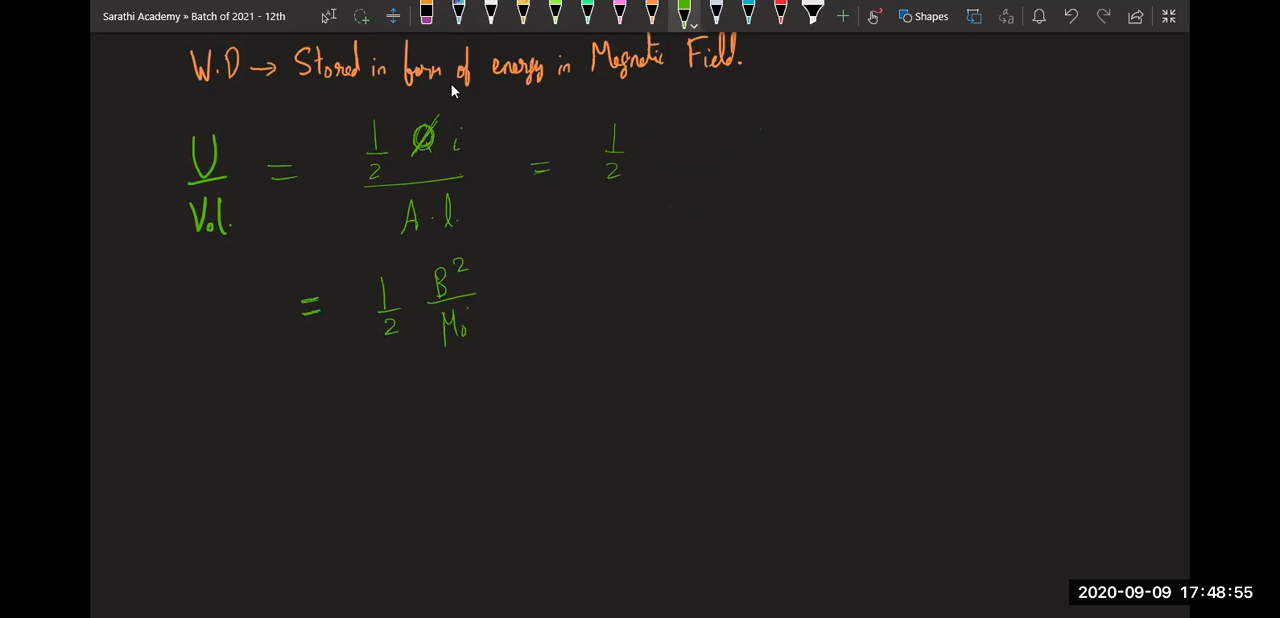 Sarathi Academy » Batch of 2021 - 12th
Shapes
W.D → Stored in form of energy in Magnetic Field.
U/Vol. = (1/2 Ø i)/(A · l.) = 1/2
= 1/2 B²/μ₀
2020-09-09 17:48:55